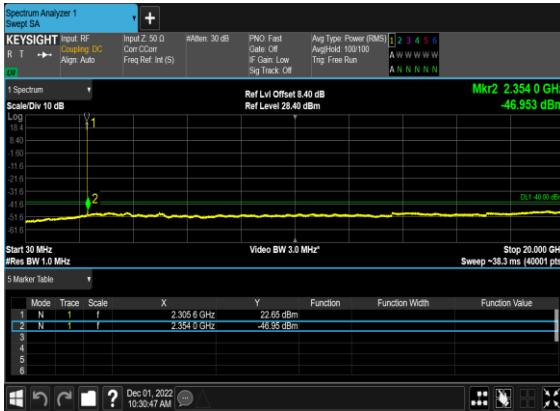 Spectrum Analyzer 1
Swept SA
KEYSIGHT Input: RF Input Z: 50 Ω #Atten: 30 dB PNO: Fast Avg Type: Power (RMS) 1 2 3 4 5 6
R T Coupling: DC Corr CCorr Gate: Off Avg|Hold: 100/100 A W W W W W
Align: Auto Freq Ref: Int (S) IF Gain: Low Trig: Free Run
Sig Track: Off A N N N N N
1 Spectrum
Ref Lvl Offset 8.40 dB Mkr2 2.354 0 GHz
Scale/Div 10 dB Ref Level 28.40 dBm -46.953 dBm
Log
18.4
8.40
-1.60
-11.6
-21.6
-31.6
-41.6
-51.6
-61.6
1
2
DL1 -40.00 dBm
Start 30 MHz Video BW 3.0 MHz* Stop 20.000 GHz
#Res BW 1.0 MHz Sweep ~38.3 ms (40001 pts)
5 Marker Table
Mode Trace Scale X Y Function Function Width Function Value
1 N 1 f 2.305 6 GHz 22.65 dBm
2 N 1 f 2.354 0 GHz -46.95 dBm
3
4
5
6
? Dec 01, 2022
10:30:47 AM